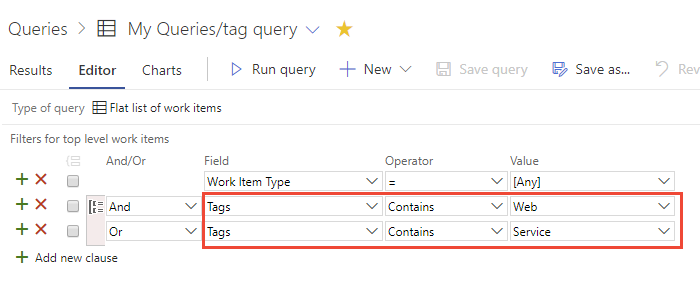 Queries > My Queries/tag query
Results Editor Charts Run query + New Save query Save as... Rev
Type of query Flat list of work items
Filters for top level work items
And/Or Field Operator Value
Work Item Type = [Any]
And Tags Contains Web
Or Tags Contains Service
+ Add new clause